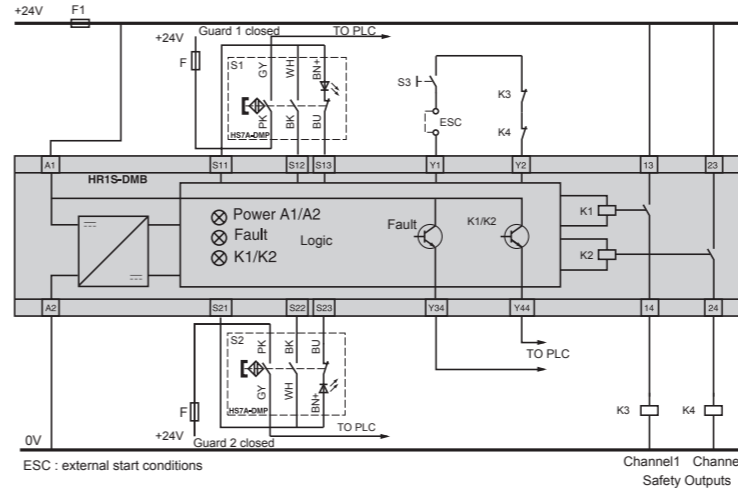 +24V F1
+24V Guard 1 closed TO PLC
F S1 GY WH BN+
PK BK BU
HS7A-DMP
S3 ESC K3
K4
A1 S11 S12 S13 Y1 Y2 13 23
HR1S-DMB
Power A1/A2
Fault
K1/K2
Logic
Fault K1/K2
K1
K2
A2 S21 S22 S23 Y34 Y44 14 24
S2 PK BK BU
GY WH BN+
HS7A-DMP
F
+24V Guard 2 closed TO PLC
TO PLC
K3 K4
0V
ESC : external start conditions
Channel1 Channe
Safety Outputs